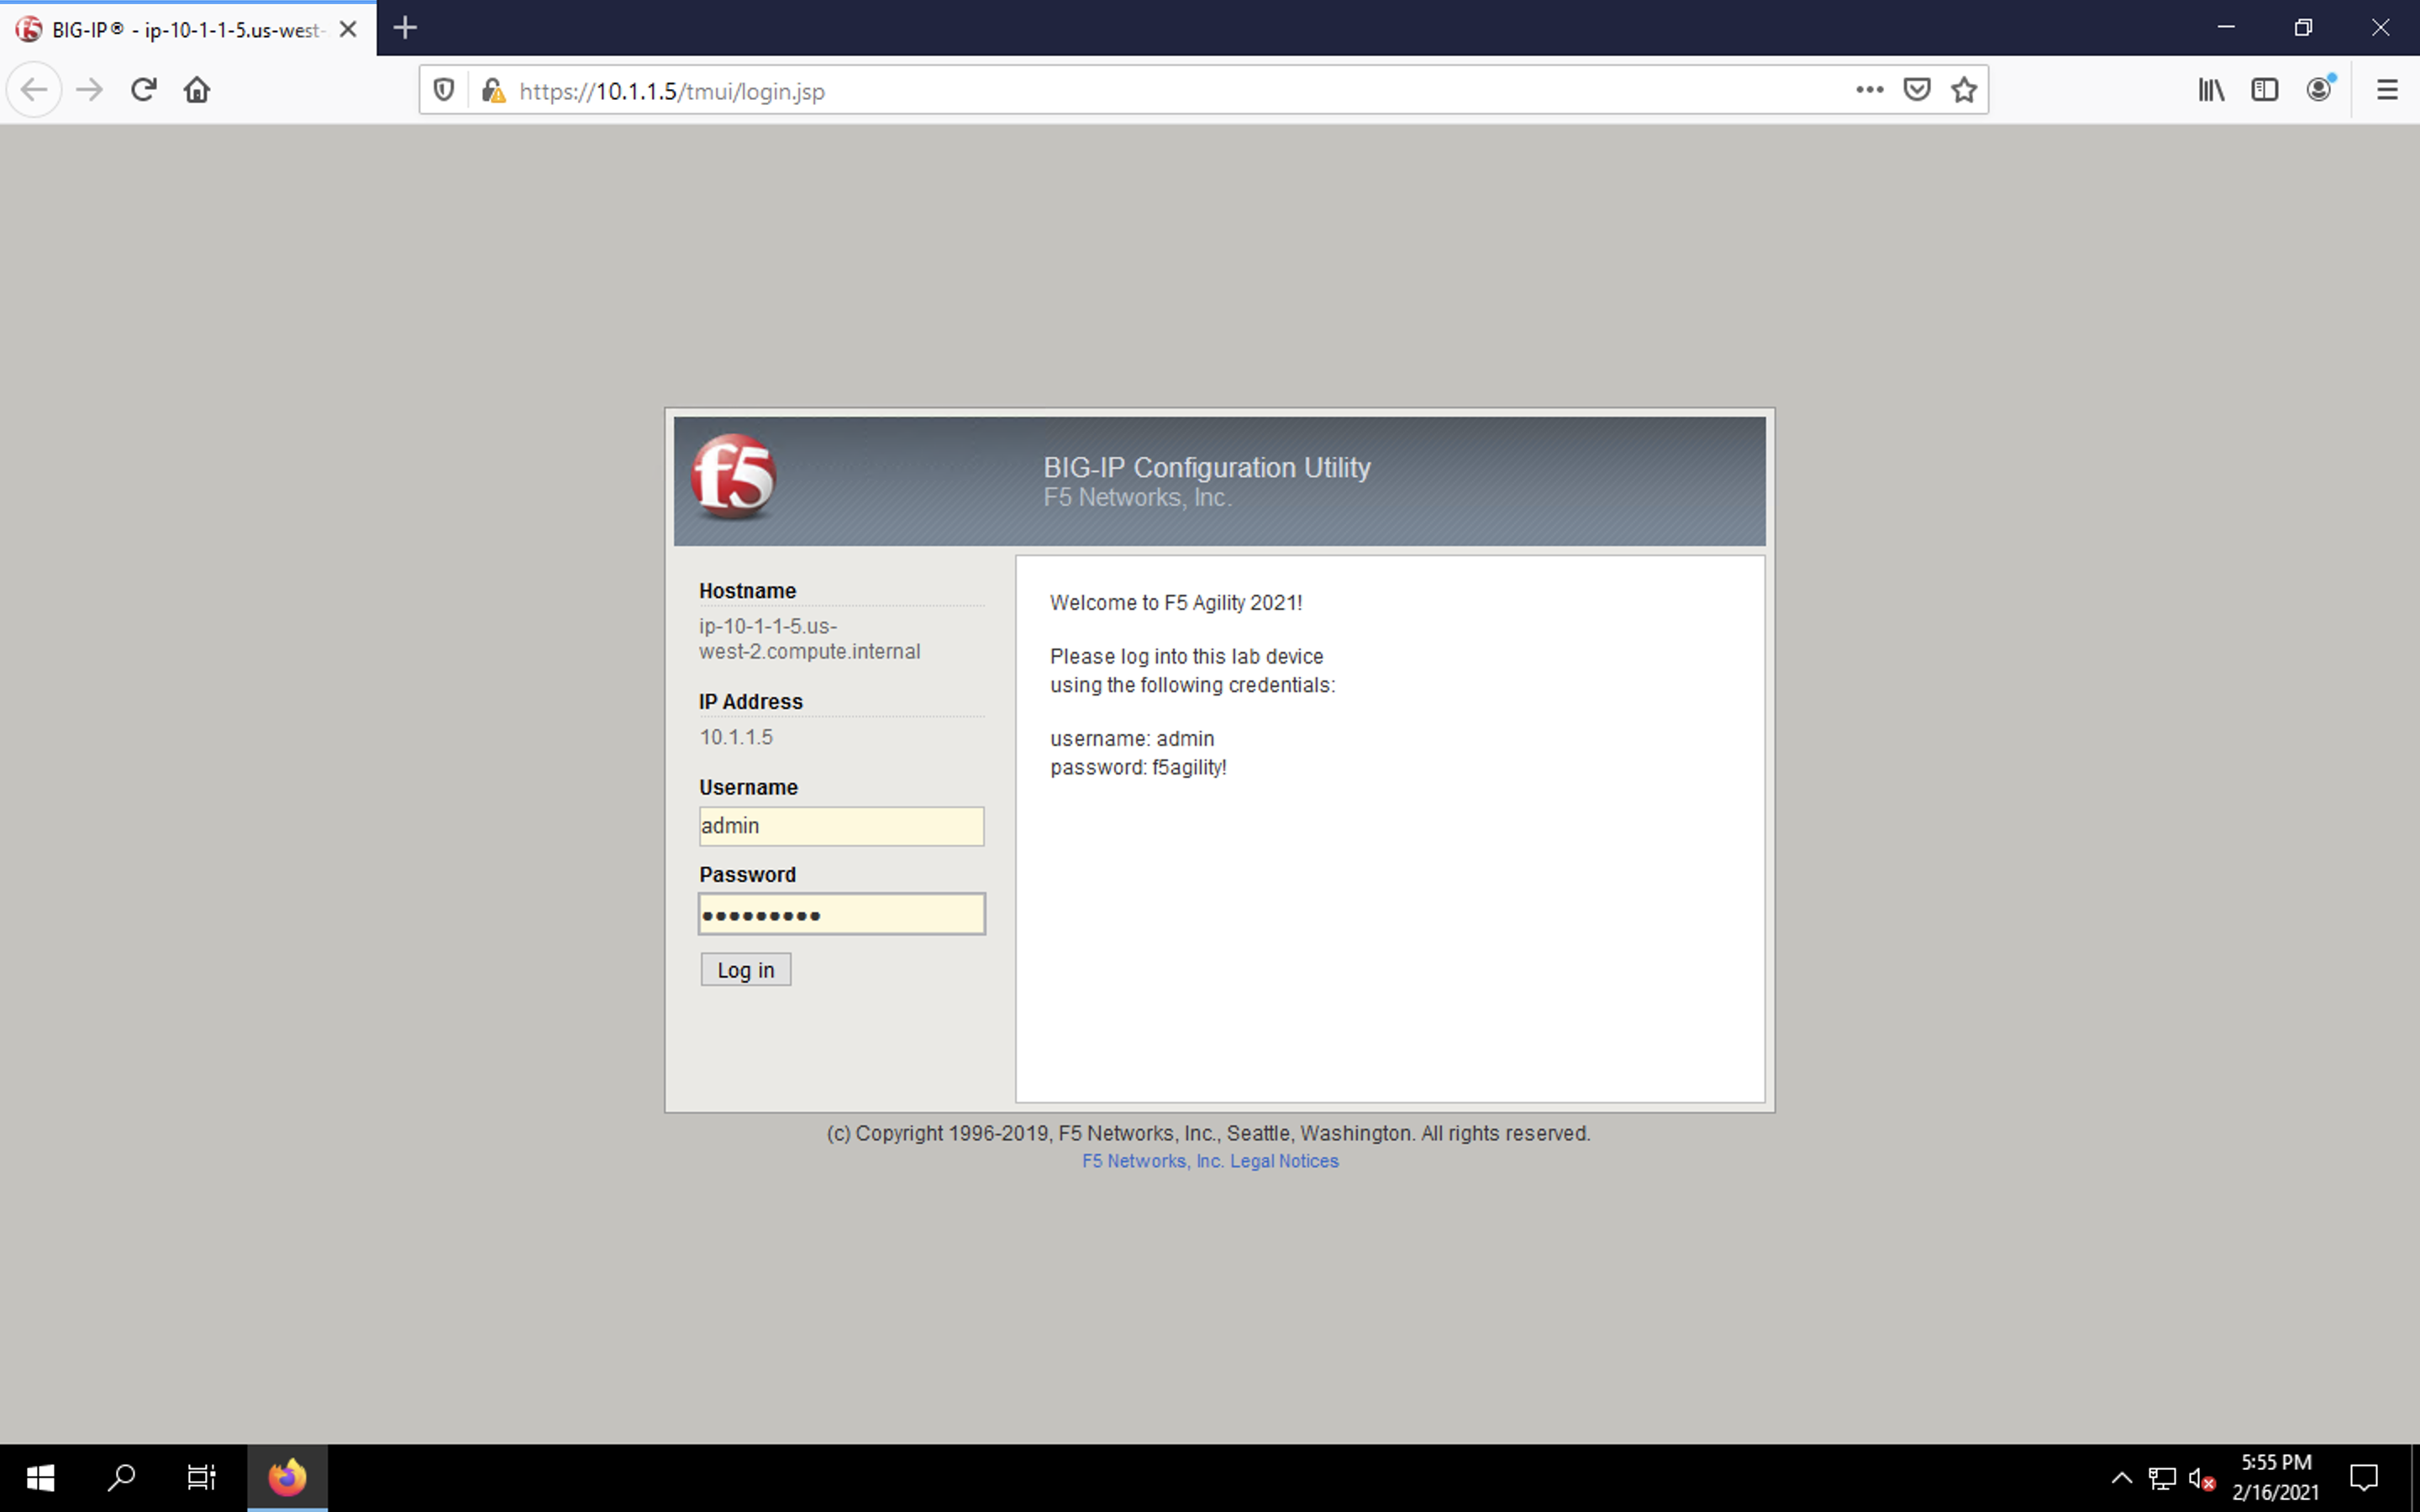 BIG-IP® - ip-10-1-1-5.us-west-
https://10.1.1.5/tmui/login.jsp
f5
BIG-IP Configuration Utility
F5 Networks, Inc.
Hostname
ip-10-1-1-5.us-
west-2.compute.internal
IP Address
10.1.1.5
Username
admin
Password
Log in
Welcome to F5 Agility 2021!
Please log into this lab device
using the following credentials:
username: admin
password: f5agility!
(c) Copyright 1996-2019, F5 Networks, Inc., Seattle, Washington. All rights reserved.
F5 Networks, Inc. Legal Notices
5:55 PM
2/16/2021